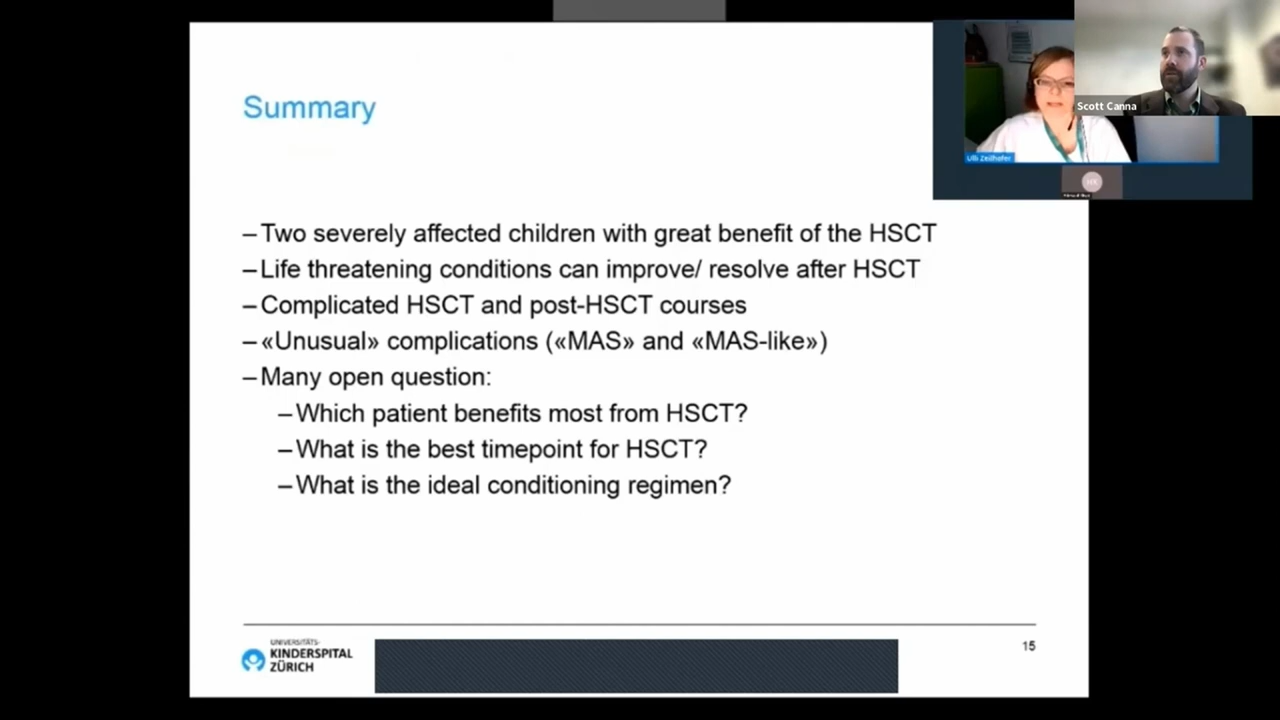 Summary
Scott Canna
Ulli Zeilhofer
HK
– Two severely affected children with great benefit of the HSCT
– Life threatening conditions can improve/ resolve after HSCT
– Complicated HSCT and post-HSCT courses
– «Unusual» complications («MAS» and «MAS-like»)
– Many open question:
– Which patient benefits most from HSCT?
– What is the best timepoint for HSCT?
– What is the ideal conditioning regimen?
UNIVERSITÄTS-
KINDERSPITAL
ZÜRICH
15